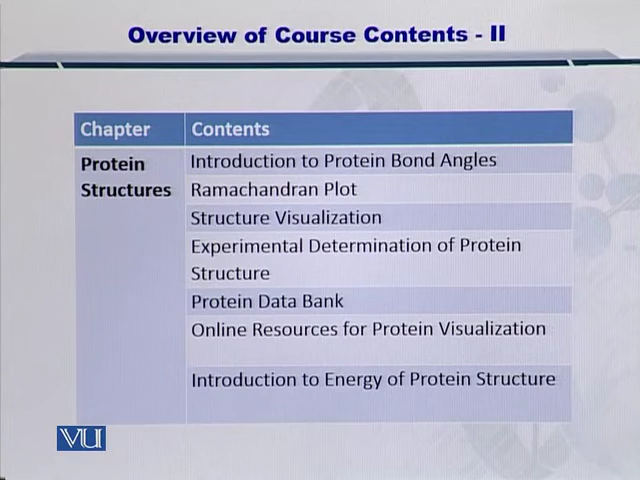 Overview of Course Contents - II
Chapter
Contents
Protein
Structures
Introduction to Protein Bond Angles
Ramachandran Plot
Structure Visualization
Experimental Determination of Protein
Structure
Protein Data Bank
Online Resources for Protein Visualization
Introduction to Energy of Protein Structure
VU